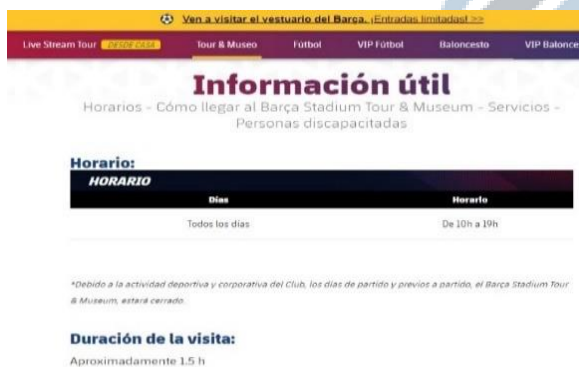 Ven a visitar el vestuario del Barça. ¡Entradas limitadas! >>
Live Stream Tour DESDE CASA Tour & Museo Fútbol VIP Fútbol Baloncesto VIP Balonce
Información útil
Horarios - Cómo llegar al Barça Stadium Tour & Museum - Servicios -
Personas discapacitadas
Horario:
HORARIO
Días Horario
Todos los días De 10h a 19h
*Debido a la actividad deportiva y corporativa del Club, los días de partido y previos a partido, el Barça Stadium Tour
& Museum, estará cerrado.
Duración de la visita:
Aproximadamente 1.5 h